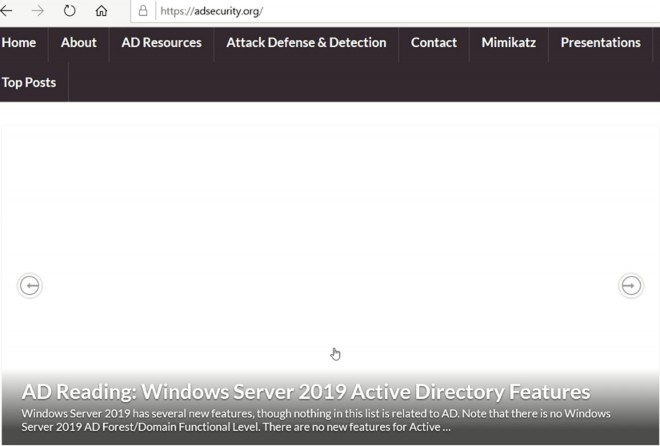 https://adsecurity.org/
Home About AD Resources Attack Defense & Detection Contact Mimikatz Presentations
Top Posts
AD Reading: Windows Server 2019 Active Directory Features
Windows Server 2019 has several new features, though nothing in this list is related to AD. Note that there is no Windows
Server 2019 AD Forest/Domain Functional Level. There are no new features for Active ...